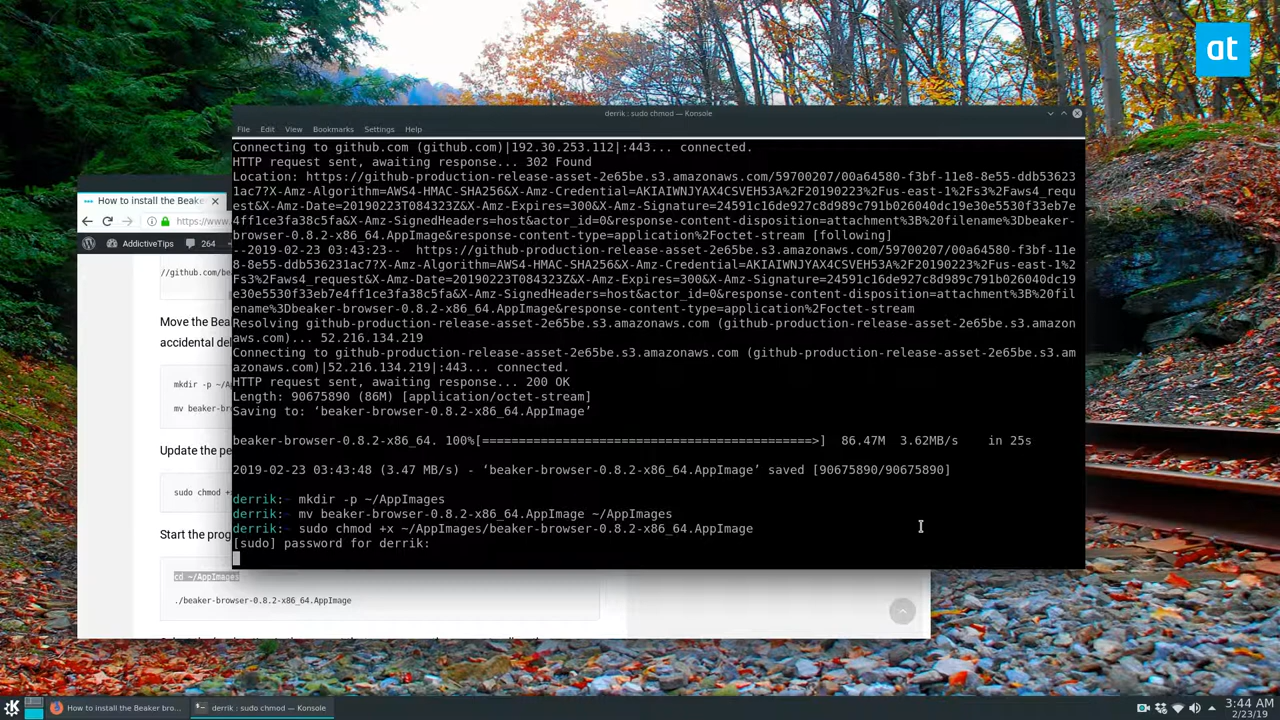 at
derrik : sudo chmod — Konsole
File Edit View Bookmarks Settings Help
Connecting to github.com (github.com)|192.30.253.112|:443... connected.
HTTP request sent, awaiting response... 302 Found
Location: https://github-production-release-asset-2e65be.s3.amazonaws.com/59700207/00a64580-f3bf-11e8-8e55-ddb53623
1ac7?X-Amz-Algorithm=AWS4-HMAC-SHA256&X-Amz-Credential=AKIAIWNJYAX4CSVEH53A%2F20190223%2Fus-east-1%2Fs3%2Faws4_requ
est&X-Amz-Date=20190223T084323Z&X-Amz-Expires=300&X-Amz-Signature=24591c16de927c8d989c791cb026040dc19e30e5530f33eb7e
4ff1ce3fa38c5fa&X-Amz-SignedHeaders=host&actor_id=0&response-content-disposition=attachment%3B%20filename%3Dbeaker-
browser-0.8.2-x86_64.AppImage&response-content-type=application%2Foctet-stream [following]
--2019-02-23 03:43:23-- https://github-production-release-asset-2e65be.s3.amazonaws.com/59700207/00a64580-f3bf-11e
8-8e55-ddb536231ac7?X-Amz-Algorithm=AWS4-HMAC-SHA256&X-Amz-Credential=AKIAIWNJYAX4CSVEH53A%2F20190223%2Fus-east-1%2
Fs3%2Faws4_request&X-Amz-Date=20190223T084323Z&X-Amz-Expires=300&X-Amz-Signature=24591c16de927c8d989c791cb026040dc19
e30e5530f33eb7e4ff1ce3fa38c5fa&X-Amz-SignedHeaders=host&actor_id=0&response-content-disposition=attachment%3B%20fil
ename%3Dbeaker-browser-0.8.2-x86_64.AppImage&response-content-type=application%2Foctet-stream
Resolving github-production-release-asset-2e65be.s3.amazonaws.com (github-production-release-asset-2e65be.s3.amazon
aws.com)... 52.216.134.219
Connecting to github-production-release-asset-2e65be.s3.amazonaws.com (github-production-release-asset-2e65be.s3.am
azonaws.com)|52.216.134.219|:443... connected.
HTTP request sent, awaiting response... 200 OK
Length: 90675890 (86M) [application/octet-stream]
Saving to: ‘beaker-browser-0.8.2-x86_64.AppImage’
beaker-browser-0.8.2-x86_64. 100%[=============================================>] 86.47M 3.62MB/s in 25s
2019-02-23 03:43:48 (3.47 MB/s) - ‘beaker-browser-0.8.2-x86_64.AppImage’ saved [90675890/90675890]
derrik:~ mkdir -p ~/AppImages
derrik:~ mv beaker-browser-0.8.2-x86_64.AppImage ~/AppImages
derrik:~ sudo chmod +x ~/AppImages/beaker-browser-0.8.2-x86_64.AppImage
[sudo] password for derrik:
How to install the Beaker
https://www.
AddictiveTips 264
//github.com/be
Move the Bea
accidental de
mkdir -p ~/Ap
mv beaker-brow
Update the pe
sudo chmod +x
Start the prog
cd ~/AppImages
./beaker-browser-0.8.2-x86_64.AppImage
How to install the Beaker bro...
derrik : sudo chmod — Konsole
3:44 AM
2/23/19